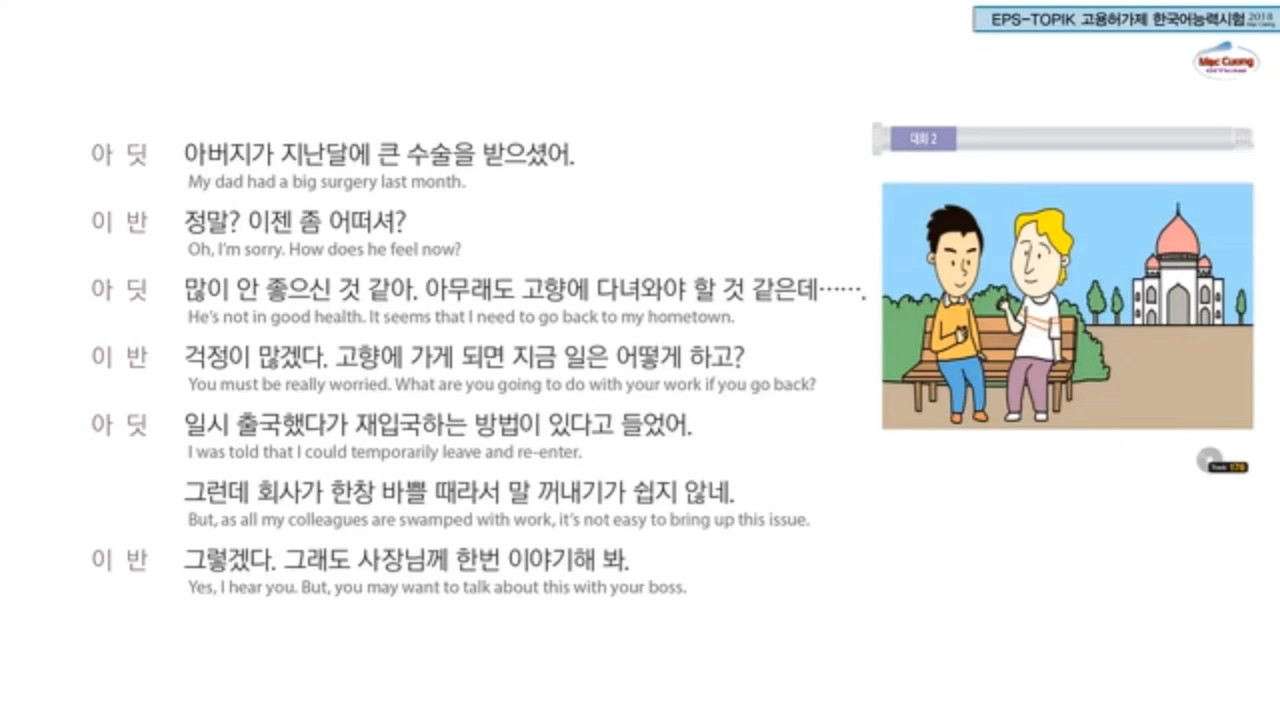 EPS-TOPIK 고용허가제 한국어능력시험 2018
Mạc Cường
대화 2
아 딧 아버지가 지난달에 큰 수술을 받으셨어.
My dad had a big surgery last month.
이 반 정말? 이젠 좀 어떠셔?
Oh, I'm sorry. How does he feel now?
아 딧 많이 안 좋으신 것 같아. 아무래도 고향에 다녀와야 할 것 같은데…….
He's not in good health. It seems that I need to go back to my hometown.
이 반 걱정이 많겠다. 고향에 가게 되면 지금 일은 어떻게 하고?
You must be really worried. What are you going to do with your work if you go back?
아 딧 일시 출국했다가 재입국하는 방법이 있다고 들었어.
I was told that I could temporarily leave and re-enter.
그런데 회사가 한창 바쁠 때라서 말 꺼내기가 쉽지 않네.
But, as all my colleagues are swamped with work, it's not easy to bring up this issue.
이 반 그렇겠다. 그래도 사장님께 한번 이야기해 봐.
Yes, I hear you. But, you may want to talk about this with your boss.
Track 176